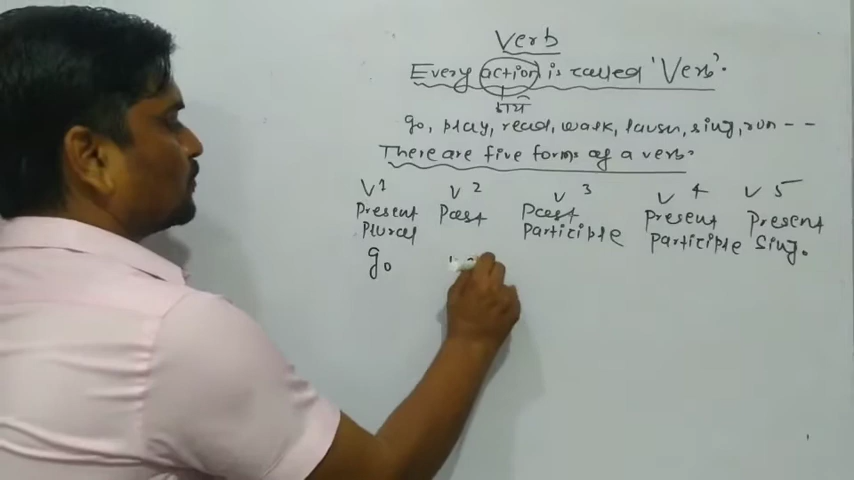 Verb
Every action is called 'Verb'.
कार्य
go, play, read, walk, laugh, sing, run - -
There are five forms of a verb.
V1 V2 V3 V4 V5
Present Past Past Present Present
Plural Participle Participle Sing.
go